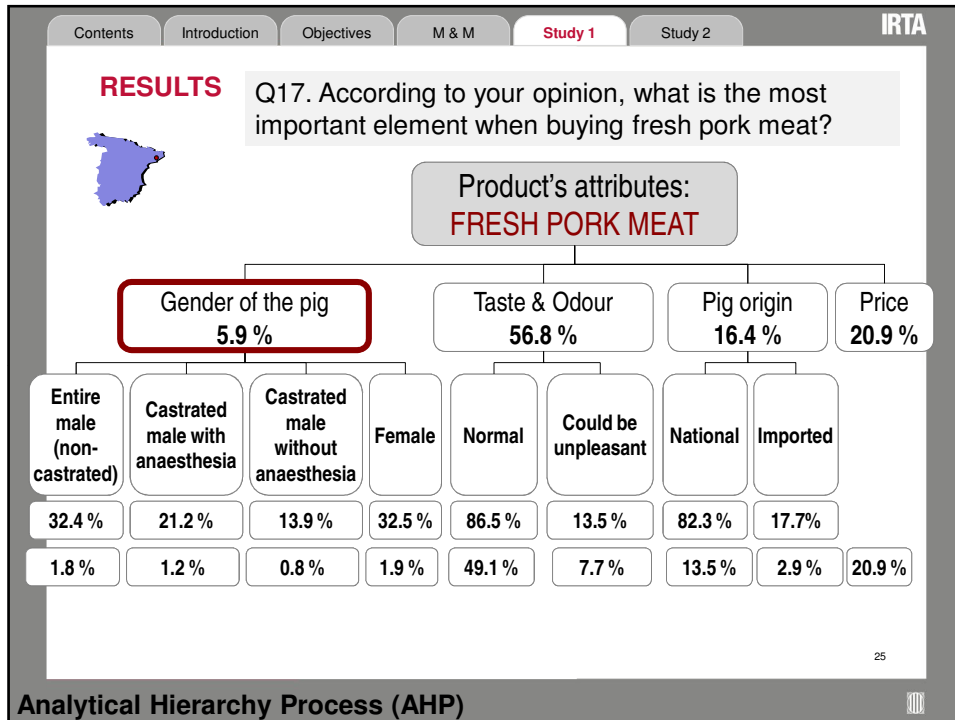 Contents Introduction Objectives M & M Study 1 Study 2 IRTA
RESULTS
Q17. According to your opinion, what is the most
important element when buying fresh pork meat?
Product's attributes:
FRESH PORK MEAT
Gender of the pig
5.9 %
Taste & Odour
56.8 %
Pig origin
16.4 %
Price
20.9 %
Entire
male
(non-
castrated)
Castrated
male with
anaesthesia
Castrated
male
without
anaesthesia
Female
Normal
Could be
unpleasant
National
Imported
32.4 % 21.2 % 13.9 % 32.5 % 86.5 % 13.5 % 82.3 % 17.7%
1.8 % 1.2 % 0.8 % 1.9 % 49.1 % 7.7 % 13.5 % 2.9 % 20.9 %
25
Analytical Hierarchy Process (AHP)